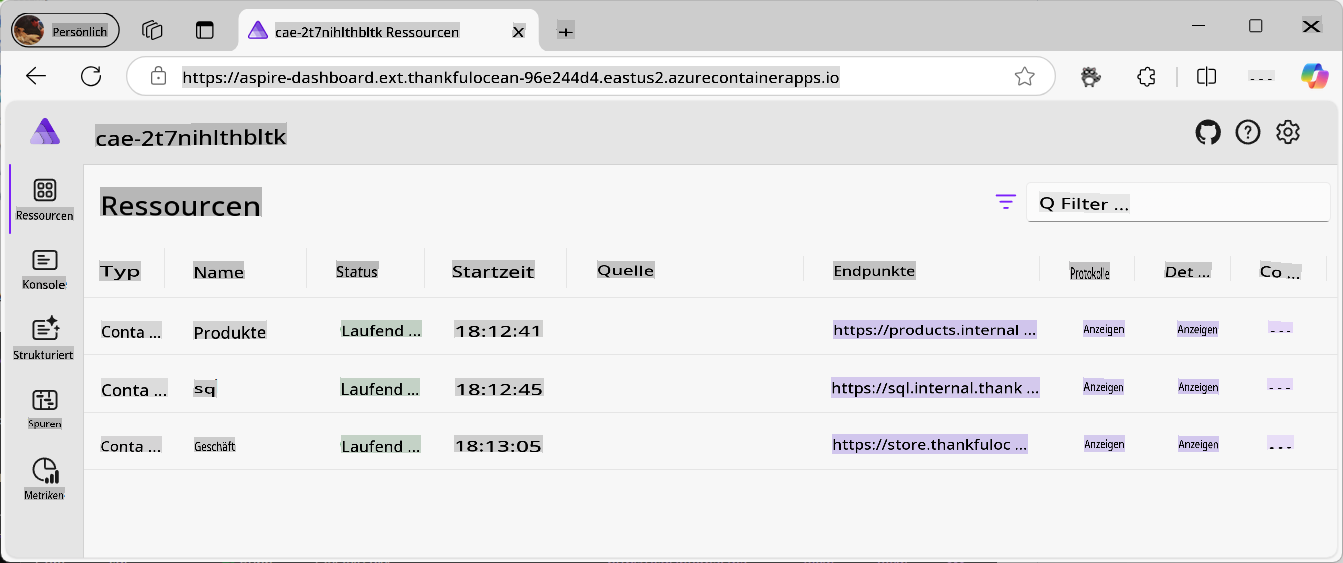 Persönlich
cae-2t7nihlthbltk Ressourcen
https://aspire-dashboard.ext.thankfulocean-96e244d4.eastus2.azurecontainerapps.io
cae-2t7nihlthbltk
Ressourcen
Konsole
Strukturiert
Spuren
Metriken
Ressourcen
Q Filter ...
Typ Name Status Startzeit Quelle Endpunkte Protokolle Det ... Co ...
Conta ... Produkte Laufend ... 18:12:41 https://products.internal ... Anzeigen Anzeigen ---
Conta ... sq Laufend ... 18:12:45 https://sql.internal.thank ... Anzeigen Anzeigen ---
Conta ... Geschäft Laufend ... 18:13:05 https://store.thankfuloc ... Anzeigen Anzeigen ---